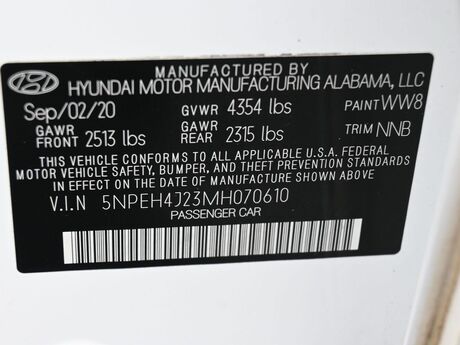 MANUFACTURED BY
HYUNDAI MOTOR MANUFACTURING ALABAMA, LLC
Sep/02/20 GVWR 4354 lbs PAINT WW8
GAWR FRONT 2513 lbs GAWR REAR 2315 lbs TRIM NNB
THIS VEHICLE CONFORMS TO ALL APPLICABLE U.S.A. FEDERAL
MOTOR VEHICLE SAFETY, BUMPER, AND THEFT PREVENTION STANDARDS
IN EFFECT ON THE DATE OF MANUFACTURE SHOWN ABOVE.
V.I.N 5NPEH4J23MH070610
PASSENGER CAR